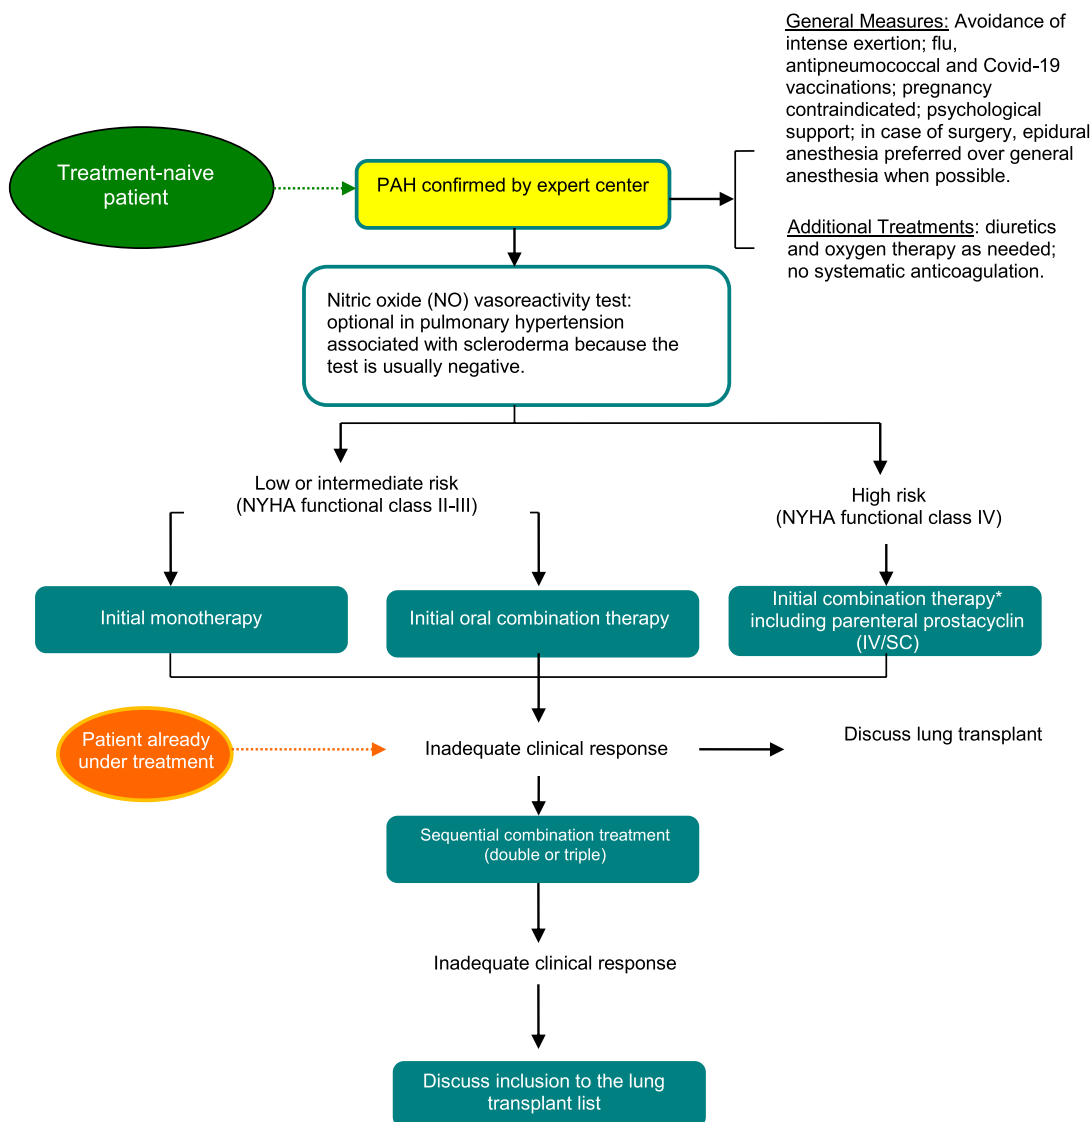 General Measures: Avoidance of
intense exertion; flu,
antipneumococcal and Covid-19
vaccinations; pregnancy
contraindicated; psychological
support; in case of surgery, epidural
anesthesia preferred over general
anesthesia when possible.
Treatment-naive
patient
PAH confirmed by expert center
Additional Treatments: diuretics
and oxygen therapy as needed;
no systematic anticoagulation.
Nitric oxide (NO) vasoreactivity test:
optional in pulmonary hypertension
associated with scleroderma because the
test is usually negative.
Low or intermediate risk
(NYHA functional class II-III)
High risk
(NYHA functional class IV)
Initial monotherapy
Initial oral combination therapy
Initial combination therapy*
including parenteral prostacyclin
(IV/SC)
Patient already
under treatment
Inadequate clinical response
Discuss lung transplant
Sequential combination treatment
(double or triple)
Inadequate clinical response
Discuss inclusion to the lung
transplant list